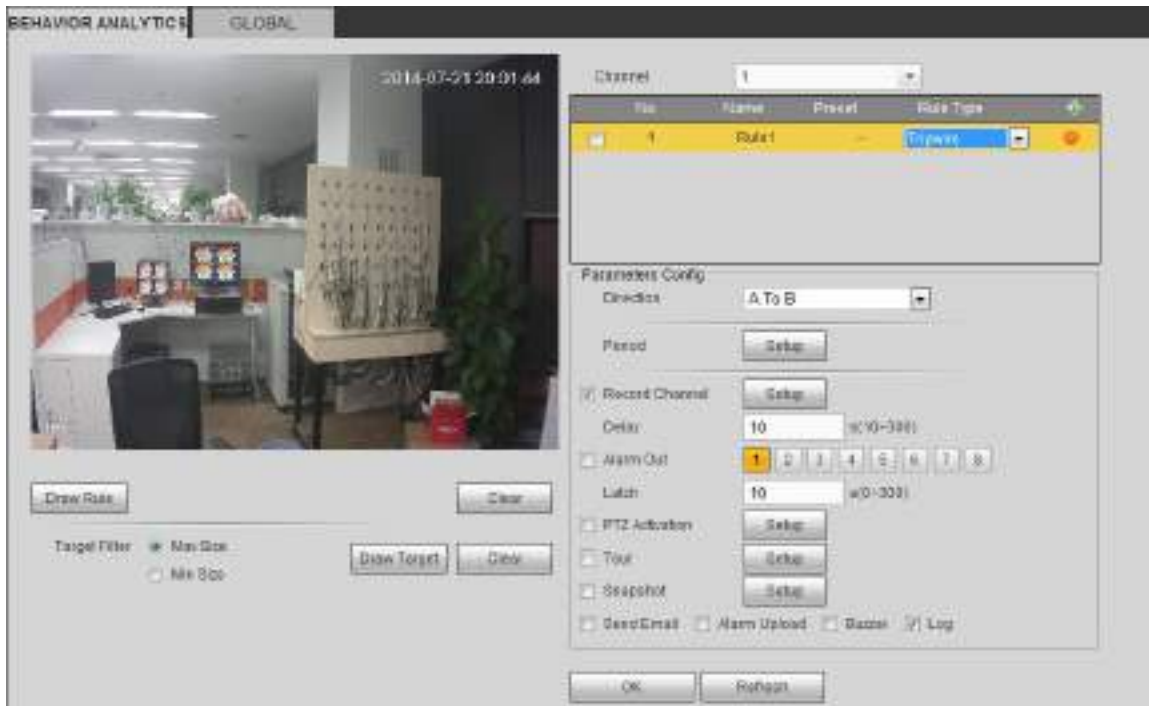 BEHAVIOR ANALYTICS GLOBAL
2014-07-21 20:01:44
Channel 1
No. Name Preset Rule Type
1 Rule1 -- Tripwire
Parameters Config
Direction A To B
Period Setup
Record Channel Setup
Delay 10 s(10~300)
Alarm Out 1 2 3 4 5 6 7 8
Latch 10 s(0~300)
PTZ Activation Setup
Tour Setup
Snapshot Setup
Send Email Alarm Upload Buzzer Log
Draw Rule Clear
Target Filter Max Size Draw Target Clear
Min Size
OK Refresh